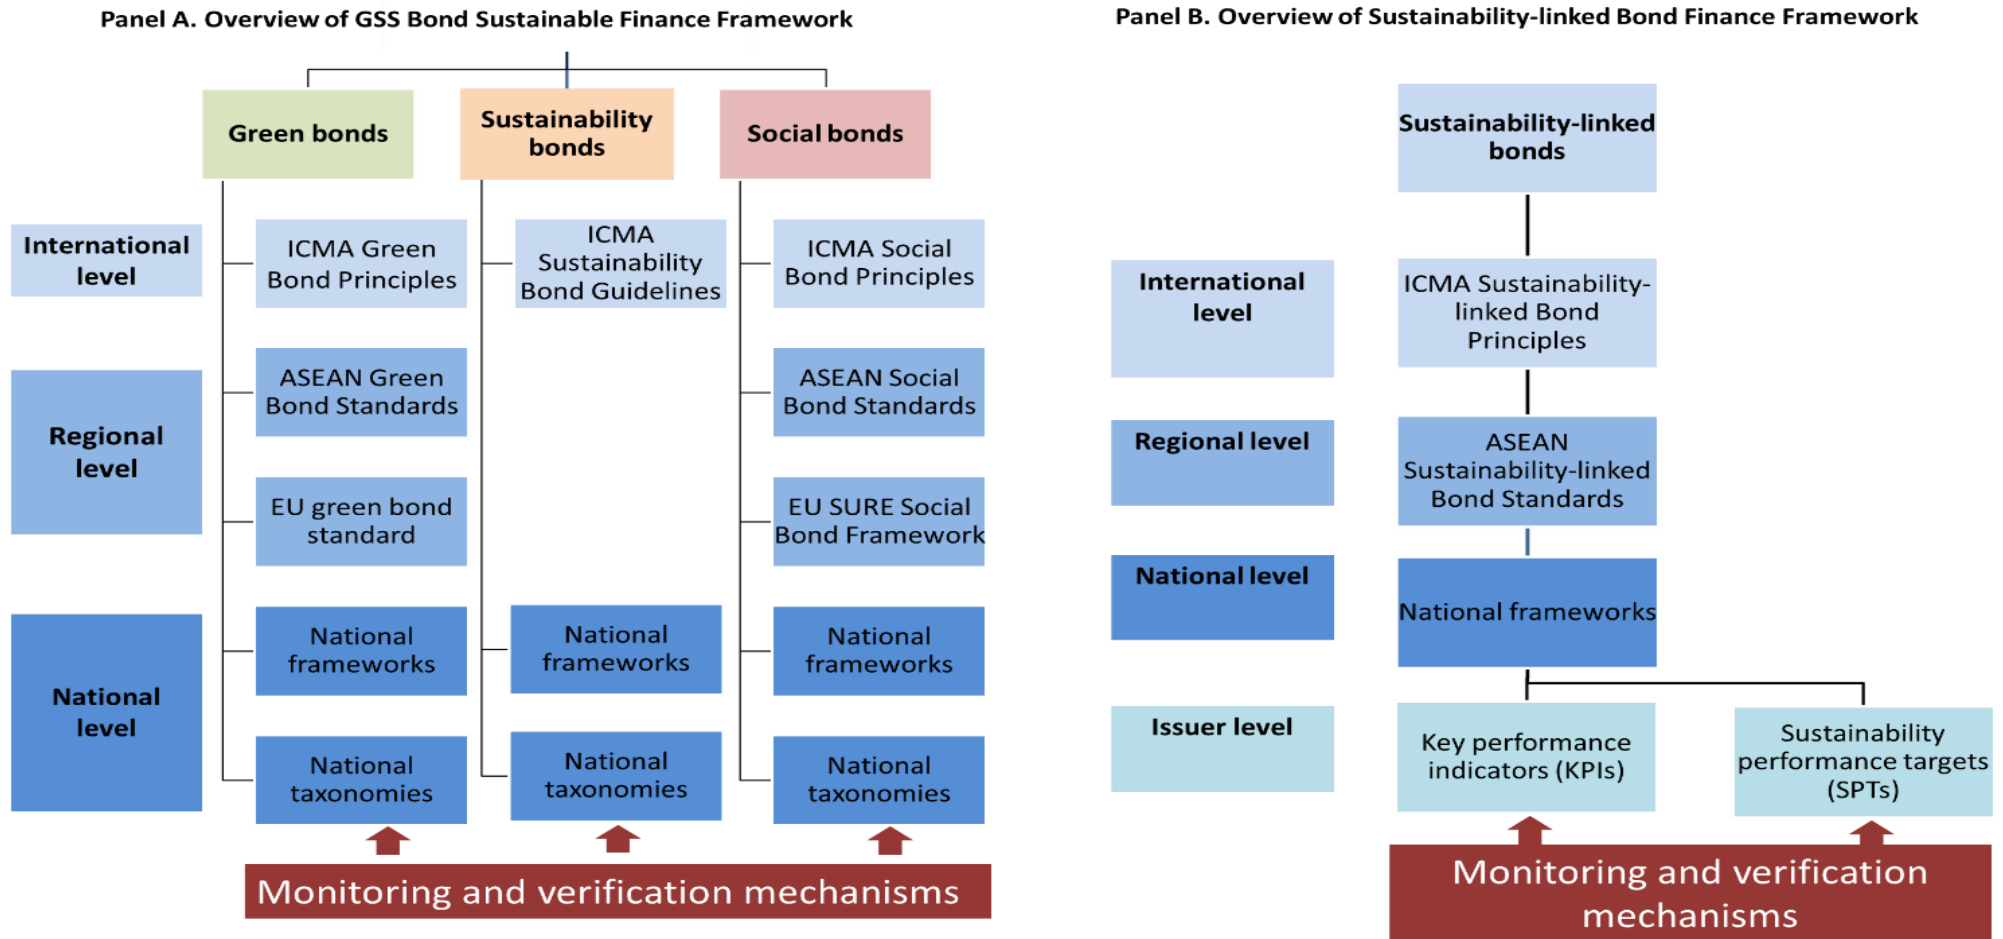 Panel A. Overview of GSS Bond Sustainable Finance Framework
Green bonds
Sustainability
bonds
Social bonds
International
level
ICMA Green
Bond Principles
ICMA
Sustainability
Bond Guidelines
ICMA Social
Bond Principles
Regional
level
ASEAN Green
Bond Standards
ASEAN Social
Bond Standards
EU green bond
standard
EU SURE Social
Bond Framework
National
level
National
frameworks
National
frameworks
National
frameworks
National
taxonomies
National
taxonomies
National
taxonomies
Monitoring and verification mechanisms
Panel B. Overview of Sustainability-linked Bond Finance Framework
Sustainability-linked
bonds
International
level
ICMA Sustainability-
linked Bond
Principles
Regional level
ASEAN
Sustainability-linked
Bond Standards
National level
National frameworks
Issuer level
Key performance
indicators (KPIs)
Sustainability
performance targets
(SPTs)
Monitoring and verification
mechanisms